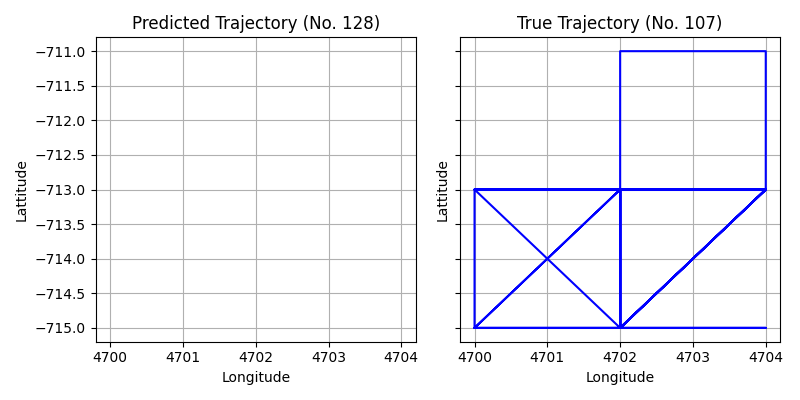 Predicted Trajectory (No. 128)
True Trajectory (No. 107)
−711.0
−711.5
−712.0
−712.5
−713.0
−713.5
−714.0
−714.5
−715.0
Lattitude
Lattitude
4700 4701 4702 4703 4704
4700 4701 4702 4703 4704
Longitude
Longitude